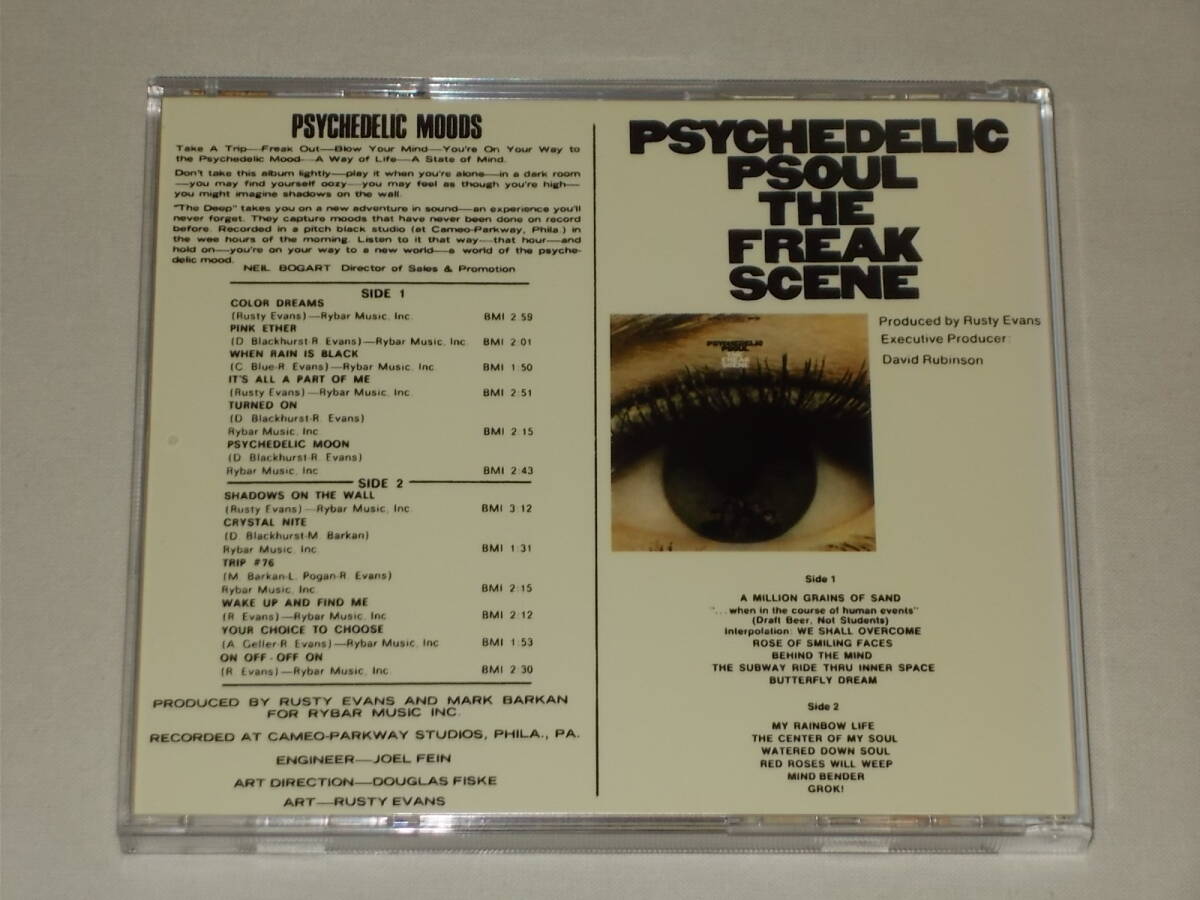 PSYCHEDELIC MOODS
Take A Trip—Freak Out—Blow Your Mind—You're On Your Way to
the Psychedelic Mood—A Way of Life—A State of Mind.
Don't take this album lightly—play it when you're alone—in a dark room
—you may find yourself oozy—you may feel as though you're high—
you might imagine shadows on the wall.
"The Deep" takes you on a new adventure in sound—an experience you'll
never forget. They capture moods that have never been done on record
before. Recorded in a pitch black studio (at Cameo-Parkway, Phila.) in
the wee hours of the morning. Listen to it that way—that hour—and
hold on—you're on your way to a new world—a world of the psyche-
delic mood.
NEIL BOGART Director of Sales & Promotion
SIDE 1
COLOR DREAMS
(Rusty Evans)—Rybar Music, Inc. BMI 2:59
PINK ETHER
(D. Blackhurst-R. Evans)—Rybar Music, Inc. BMI 2:01
WHEN RAIN IS BLACK
(C. Blue-R. Evans)—Rybar Music, Inc. BMI 1:50
IT'S ALL A PART OF ME
(Rusty Evans)—Rybar Music, Inc. BMI 2:51
TURNED ON
(D. Blackhurst-R. Evans)
Rybar Music, Inc. BMI 2:15
PSYCHEDELIC MOON
(D. Blackhurst-R. Evans)
Rybar Music, Inc. BMI 2:43
SIDE 2
SHADOWS ON THE WALL
(Rusty Evans)—Rybar Music, Inc. BMI 3:12
CRYSTAL NITE
(D. Blackhurst-M. Barkan)
Rybar Music, Inc. BMI 1:31
TRIP #76
(M. Barkan-L. Pogan-R. Evans)
Rybar Music, Inc. BMI 2:15
WAKE UP AND FIND ME
(R. Evans)—Rybar Music, Inc. BMI 2:12
YOUR CHOICE TO CHOOSE
(A. Geller-R. Evans)—Rybar Music, Inc. BMI 1:53
ON OFF - OFF ON
(R. Evans)—Rybar Music, Inc. BMI 2:30
PRODUCED BY RUSTY EVANS AND MARK BARKAN
FOR RYBAR MUSIC INC.
RECORDED AT CAMEO-PARKWAY STUDIOS, PHILA., PA.
ENGINEER—JOEL FEIN
ART DIRECTION—DOUGLAS FISKE
ART—RUSTY EVANS
PSYCHEDELIC
PSOUL
THE
FREAK
SCENE
Produced by Rusty Evans
Executive Producer:
David Rubinson
PSYCHEDELIC
PSOUL
THE
FREAK
SCENE
Side 1
A MILLION GRAINS OF SAND
"...when in the course of human events"
(Draft Beer, Not Students)
Interpolation: WE SHALL OVERCOME
ROSE OF SMILING FACES
BEHIND THE MIND
THE SUBWAY RIDE THRU INNER SPACE
BUTTERFLY DREAM
Side 2
MY RAINBOW LIFE
THE CENTER OF MY SOUL
WATERED DOWN SOUL
RED ROSES WILL WEEP
MIND BENDER
GROK!